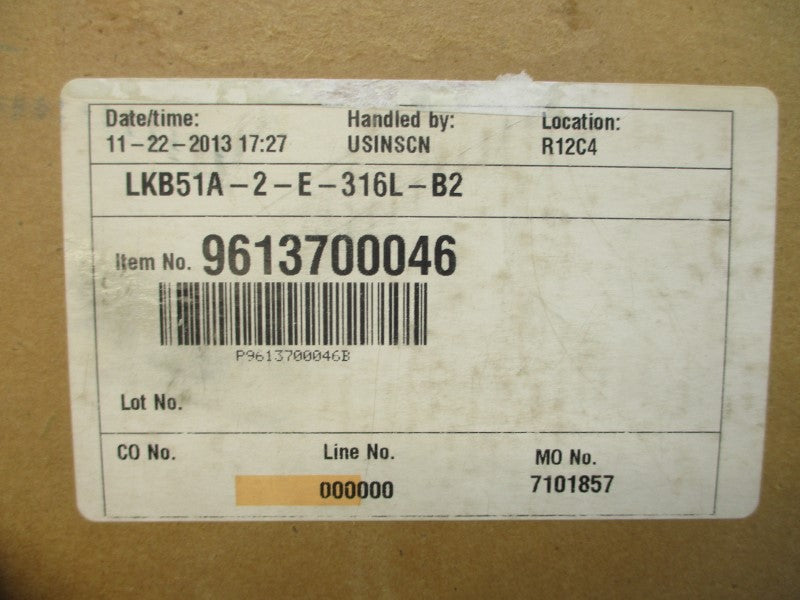 Date/time: Handled by: Location:
11-22-2013 17:27 USINSCN R12C4
LKB51A-2-E-316L-B2
Item No. 9613700046
P9613700046B
Lot No.
CO No. Line No. MO No.
000000 7101857